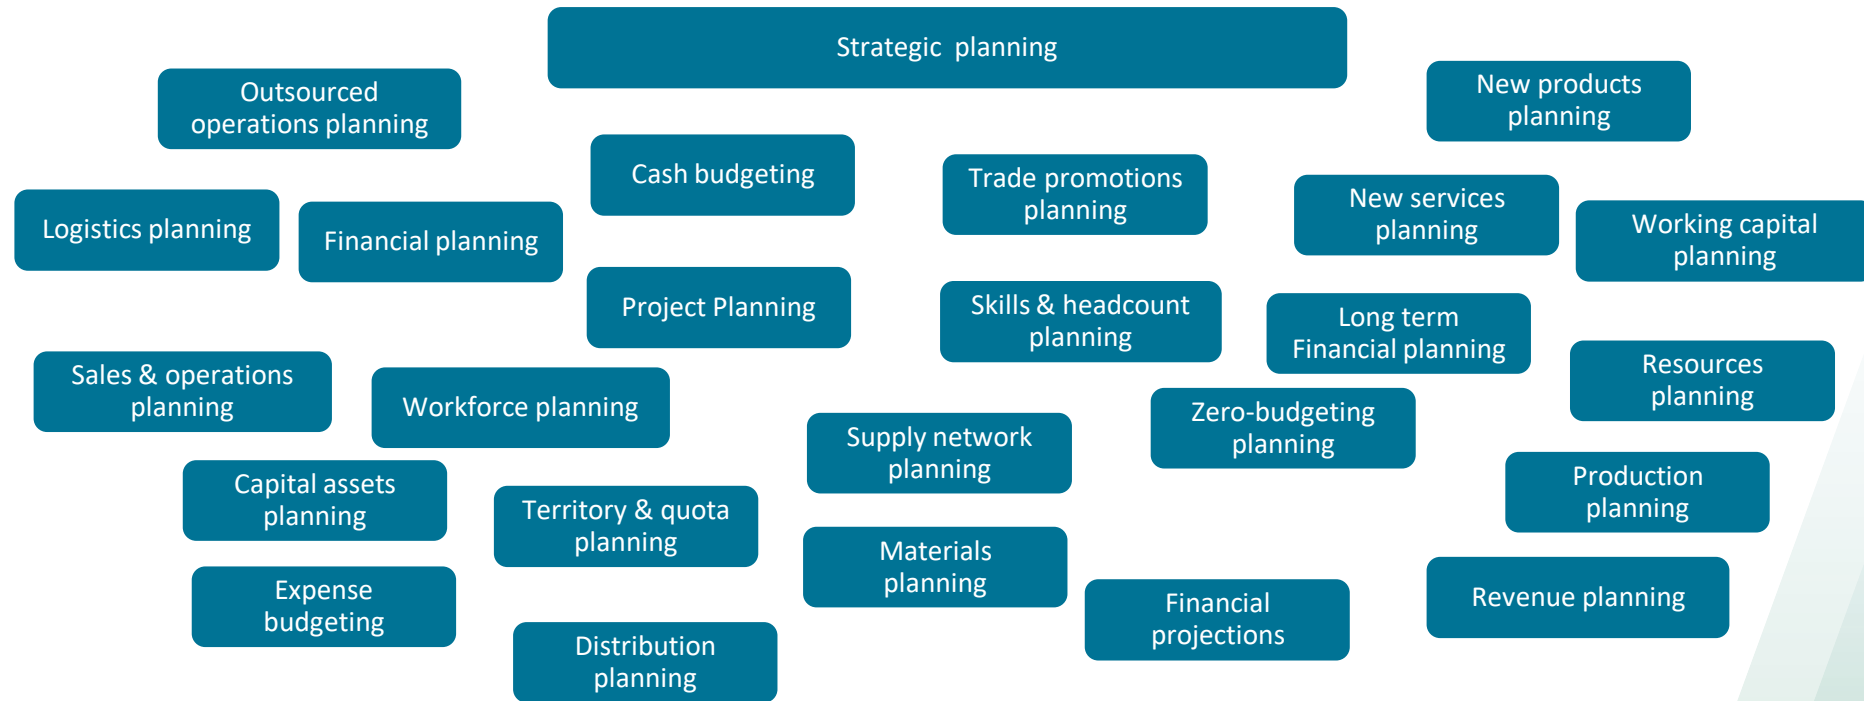 Strategic  planning
Outsourced
operations planning
New products
planning
Cash budgeting
Trade promotions
planning
New services
planning
Logistics planning
Financial planning
Working capital
planning
Project Planning
Skills & headcount
planning
Long term
Financial planning
Sales & operations
planning
Workforce planning
Resources
planning
Zero-budgeting
planning
Supply network
planning
Capital assets
planning
Territory & quota
planning
Production
planning
Materials
planning
Expense
budgeting
Financial
projections
Revenue planning
Distribution
planning